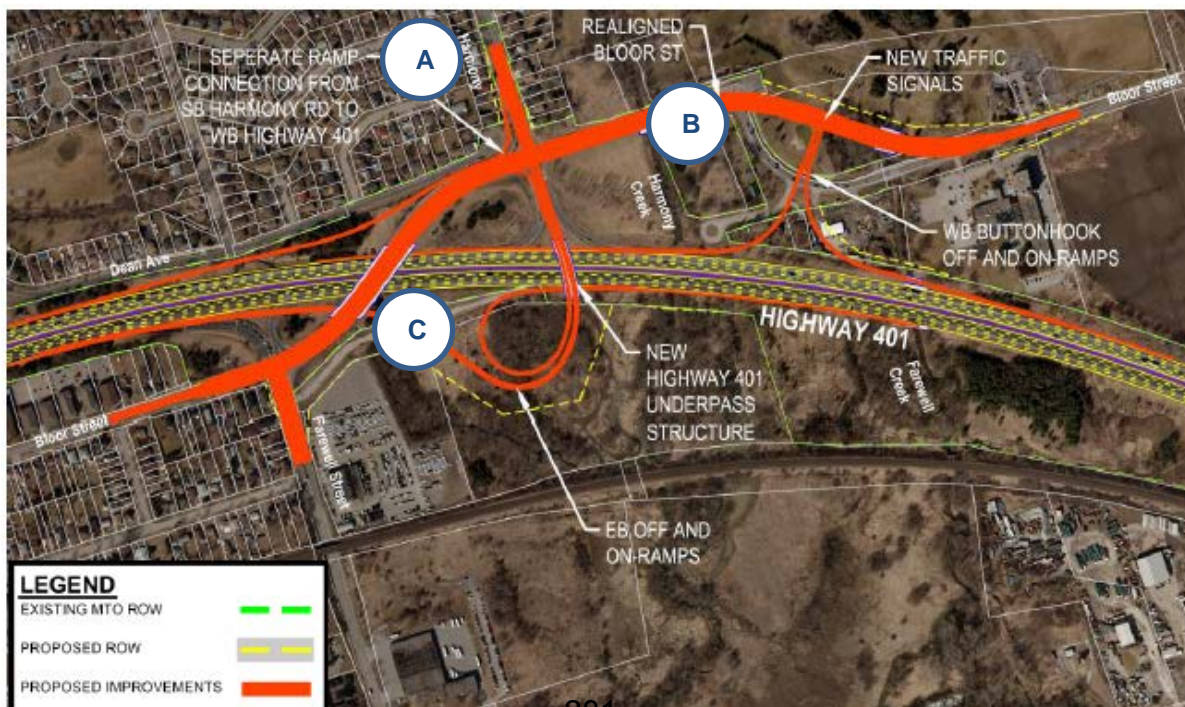 SEPERATE RAMP
CONNECTION FROM
SB HARMONY RD TO
WB HIGHWAY 401
A
Harmony
REALIGNED
BLOOR ST
B
NEW TRAFFIC
SIGNALS
Bloor Street
Harmony
Creek
WB BUTTONHOOK
OFF AND ON-RAMPS
Dean Ave
C
HIGHWAY 401
NEW
HIGHWAY 401
UNDERPASS
STRUCTURE
Farewell
Creek
Bloor Street
Farewell Street
EB OFF AND
ON-RAMPS
LEGEND
EXISTING MTO ROW
PROPOSED ROW
PROPOSED IMPROVEMENTS